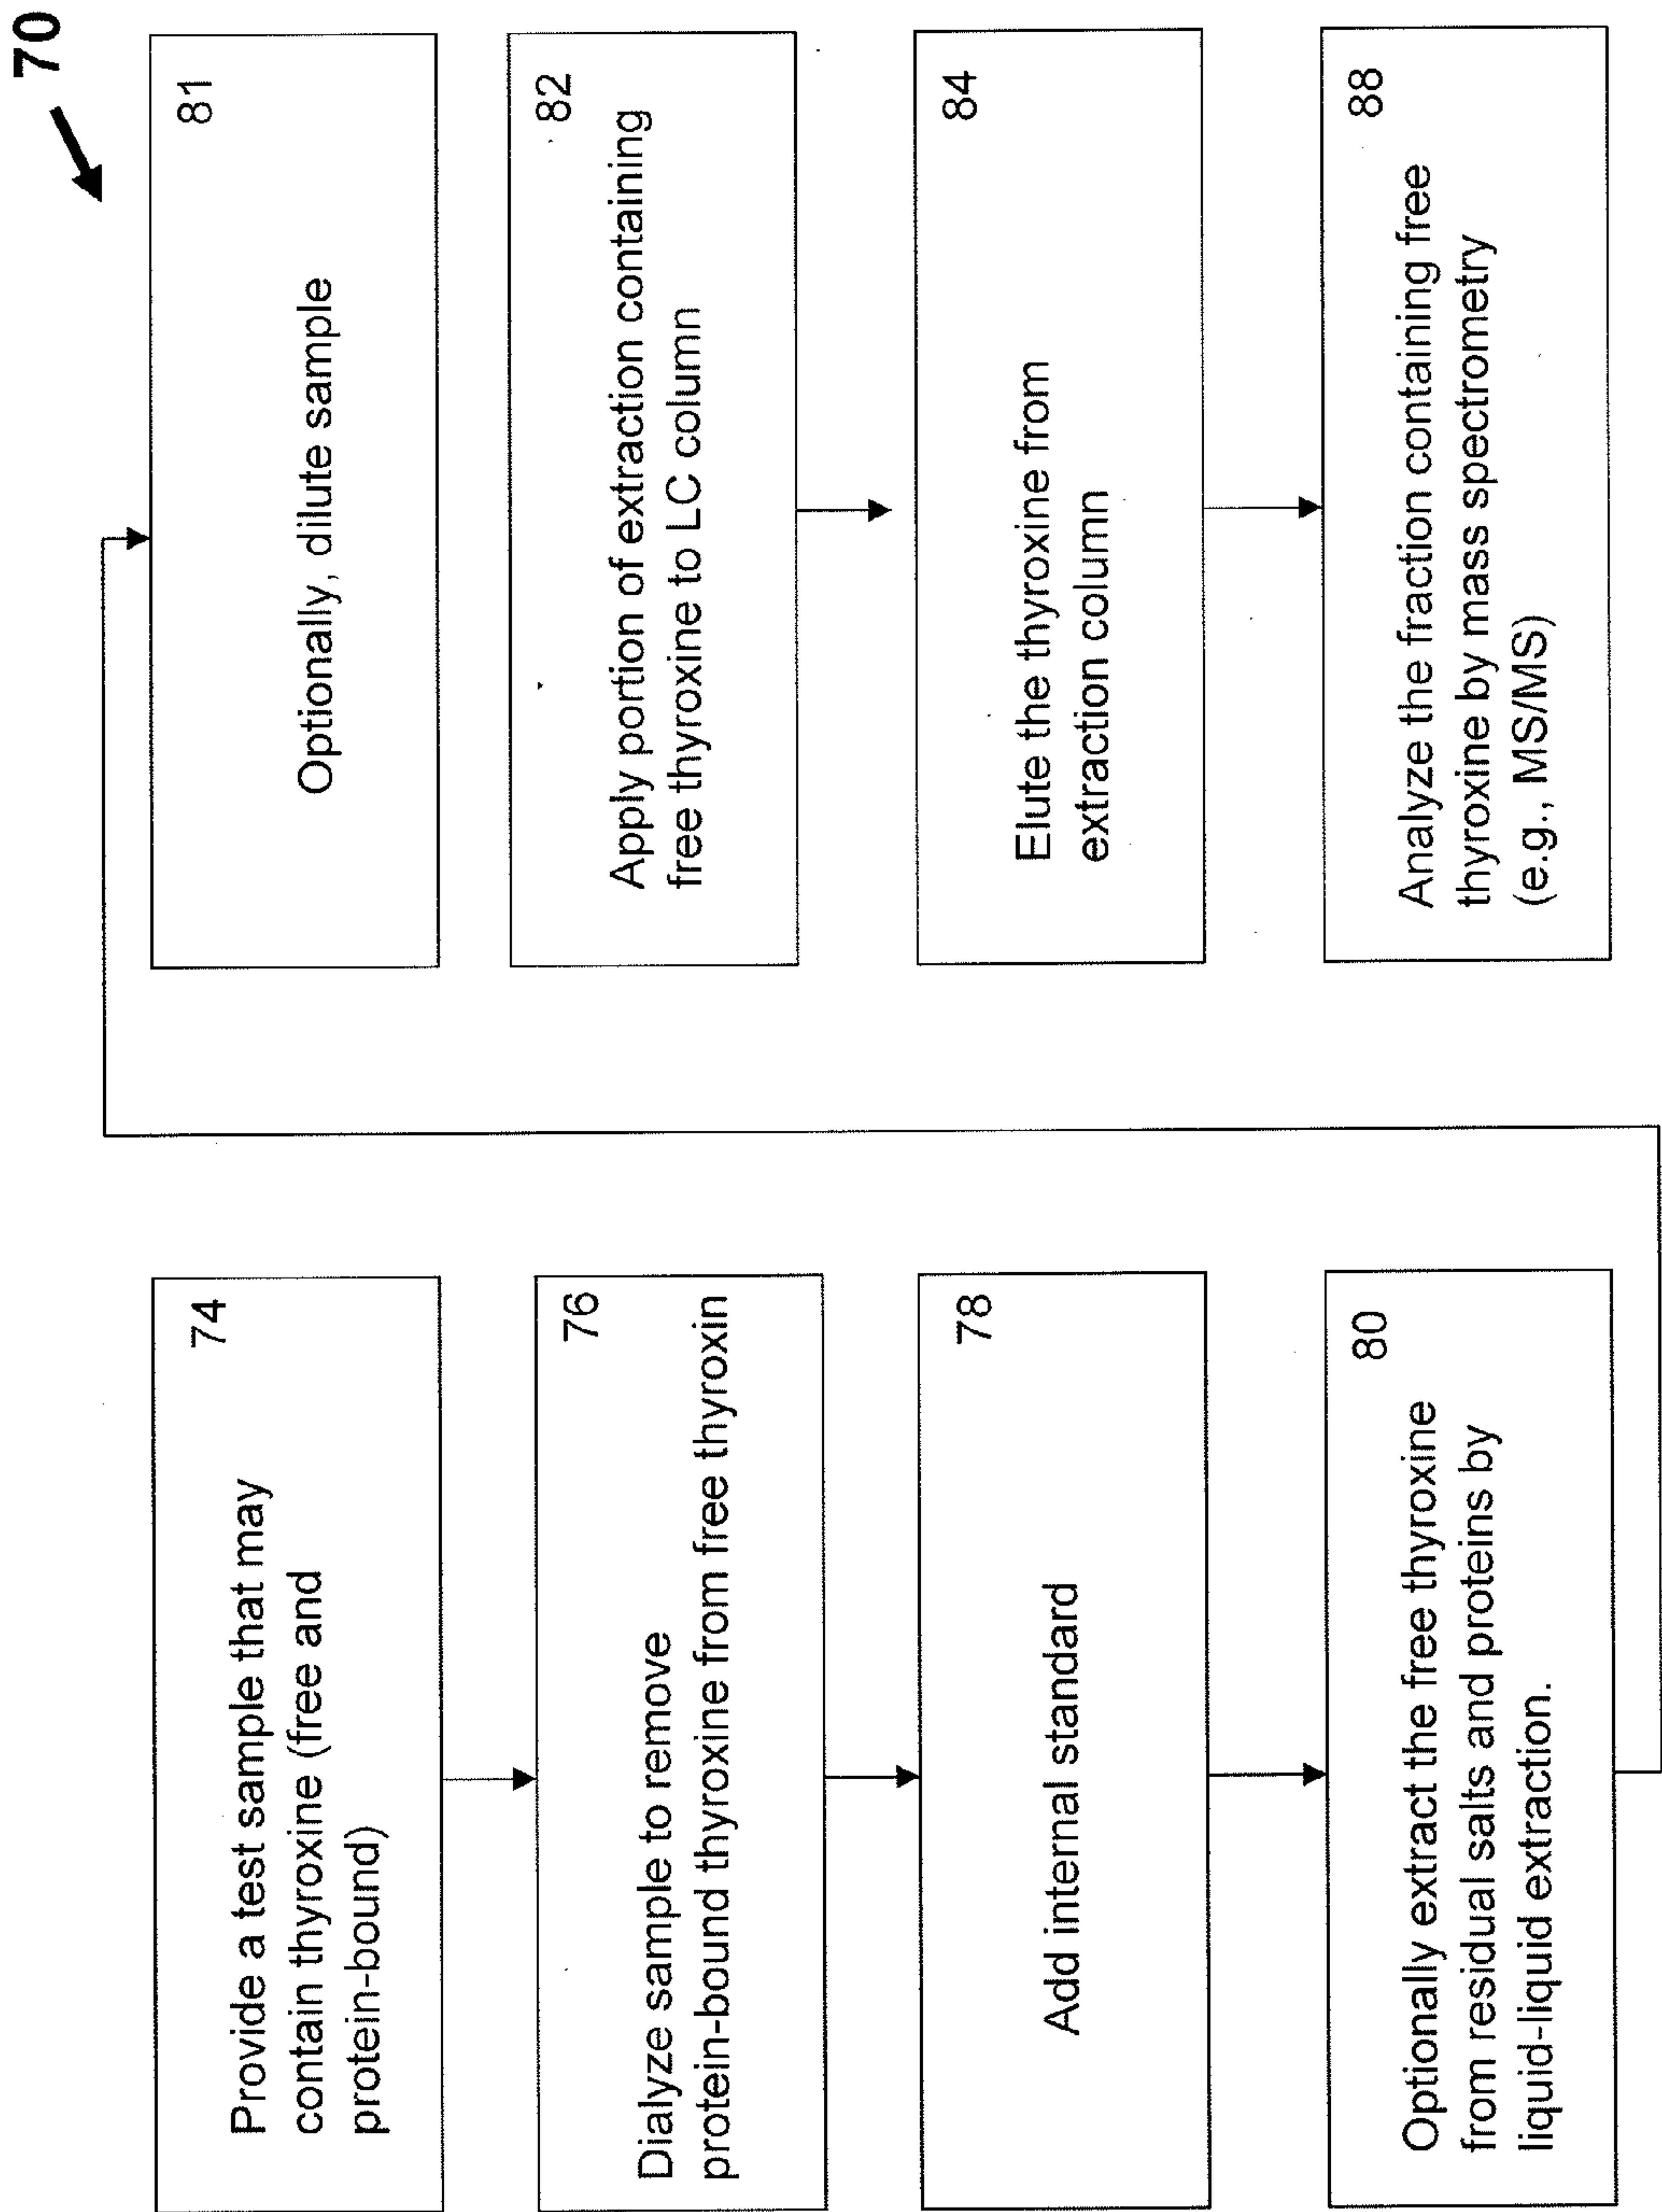 70
74
Provide a test sample that may
contain thyroxine (free and
protein-bound)
76
Dialyze sample to remove
protein-bound thyroxine from free thyroxin
78
Add internal standard
80
Optionally extract the free thyroxine
from residual salts and proteins by
liquid-liquid extraction.
81
Optionally, dilute sample
82
Apply portion of extraction containing
free thyroxine to LC column
84
Elute the thyroxine from
extraction column
88
Analyze the fraction containing free
thyroxine by mass spectrometry
(e.g., MS/MS)